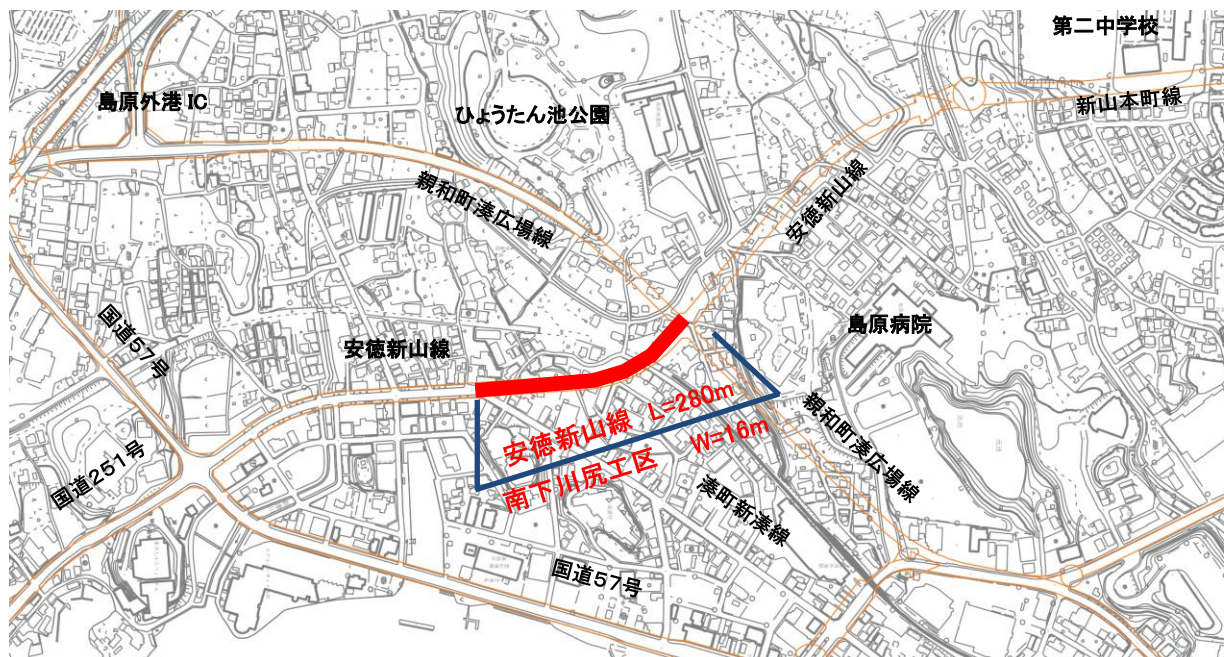 第二中学校
島原外港 IC
新山本町線
ひょうたん池公園
親和町湊広場線
安徳新山線
国道57号
安徳新山線
島原病院
安徳新山線 L=280m
南下川尻工区 W=16m
親和町湊広場線
国道251号
湊町新湊線
国道57号